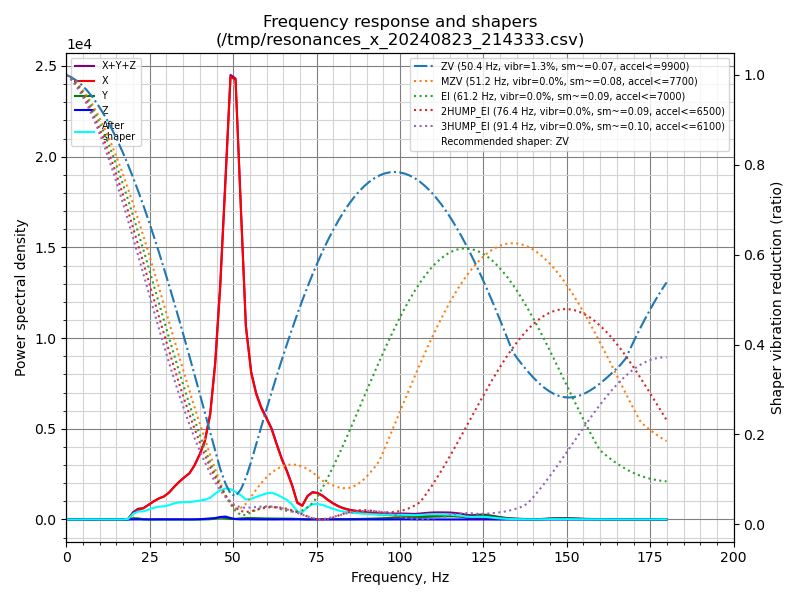 Frequency response and shapers
(/tmp/resonances_x_20240823_214333.csv)
1e4
X+Y+Z
X
Y
Z
After
shaper
ZV (50.4 Hz, vibr=1.3%, sm~=0.07, accel<=9900)
MZV (51.2 Hz, vibr=0.0%, sm~=0.08, accel<=7700)
EI (61.2 Hz, vibr=0.0%, sm~=0.09, accel<=7000)
2HUMP_EI (76.4 Hz, vibr=0.0%, sm~=0.09, accel<=6500)
3HUMP_EI (91.4 Hz, vibr=0.0%, sm~=0.10, accel<=6100)
Recommended shaper: ZV
Power spectral density
2.5
2.0
1.5
1.0
0.5
0.0
1.0
0.8
0.6
0.4
0.2
0.0
Shaper vibration reduction (ratio)
0 25 50 75 100 125 150 175 200
Frequency, Hz